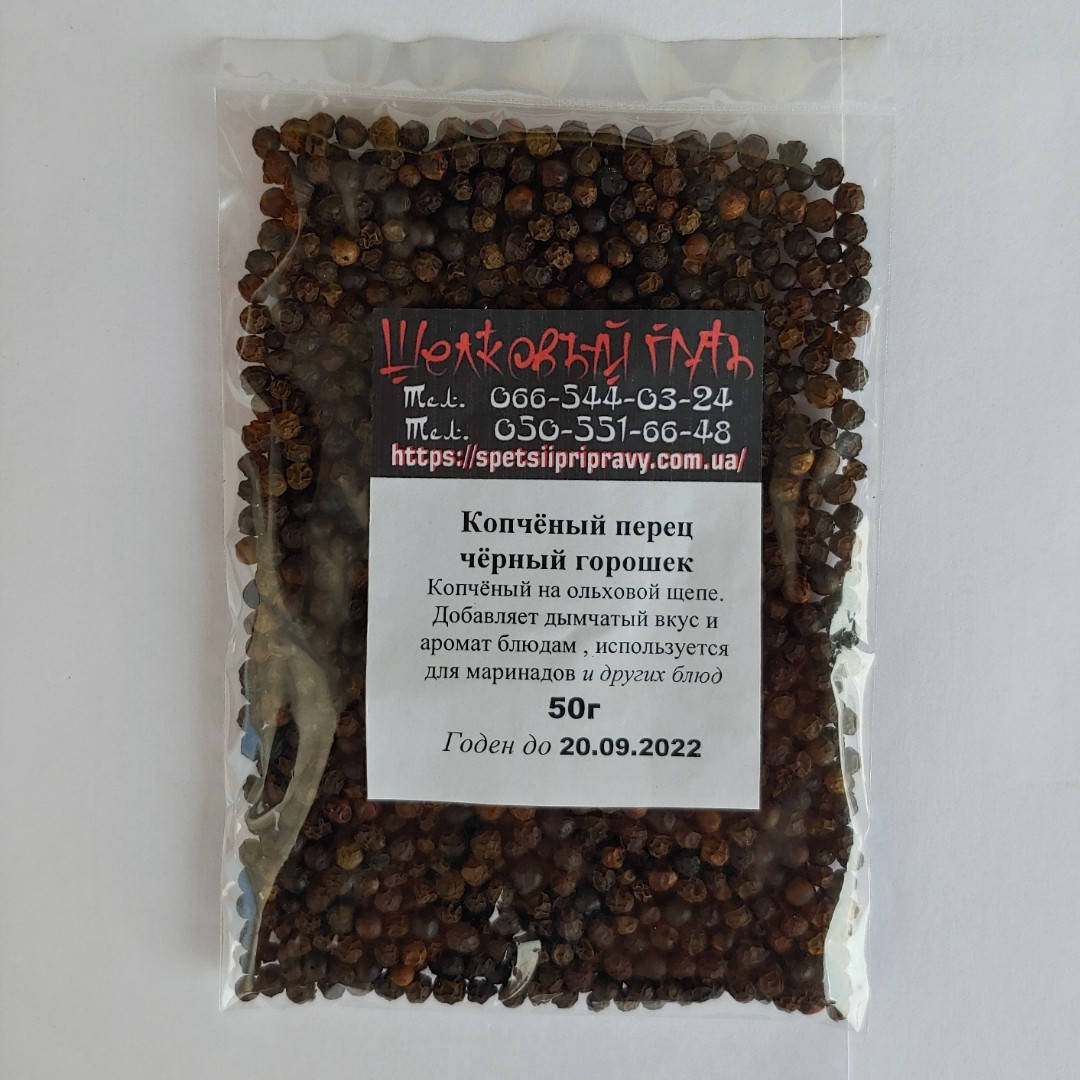 Шелковый путь
Тел. 066-544-03-24
Тел. 050-551-66-48
https://spetsiipripravy.com.ua/
Копчёный перец
чёрный горошек
Копчёный на ольховой щепе.
Добавляет дымчатый вкус и
аромат блюдам , используется
для маринадов и других блюд
50г
Годен до 20.09.2022